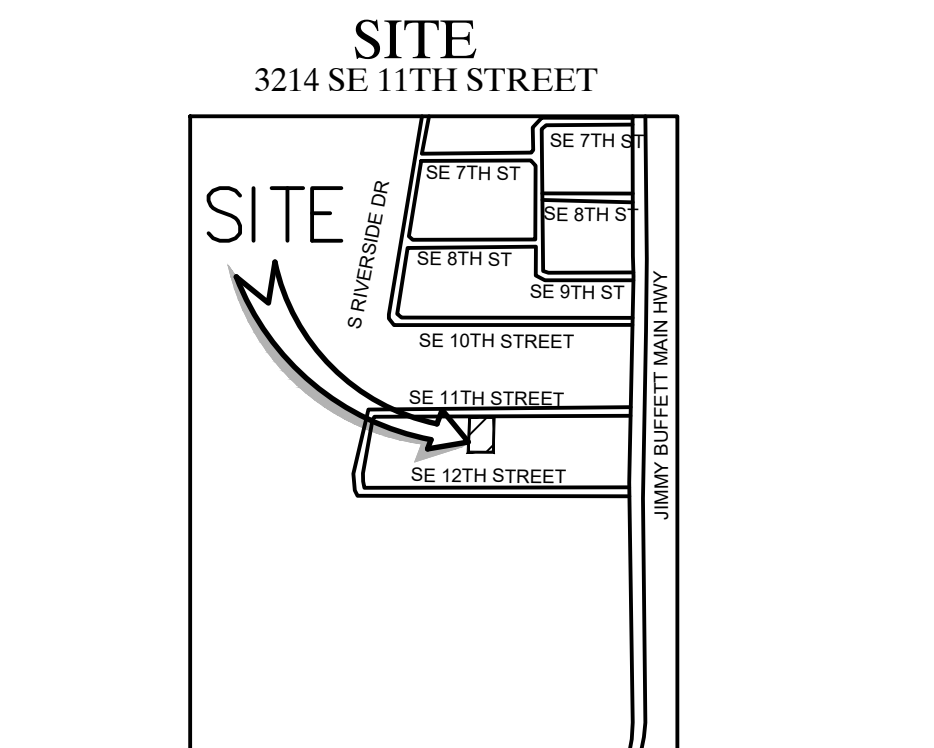 SITE
3214 SE 11TH STREET
SE 7TH ST
SE 7TH ST
SITE
S RIVERSIDE DR
SE 8TH ST
SE 8TH ST
SE 9TH ST
SE 10TH STREET
JIMMY BUFFETT MAIN HWY
SE 11TH STREET
SE 12TH STREET